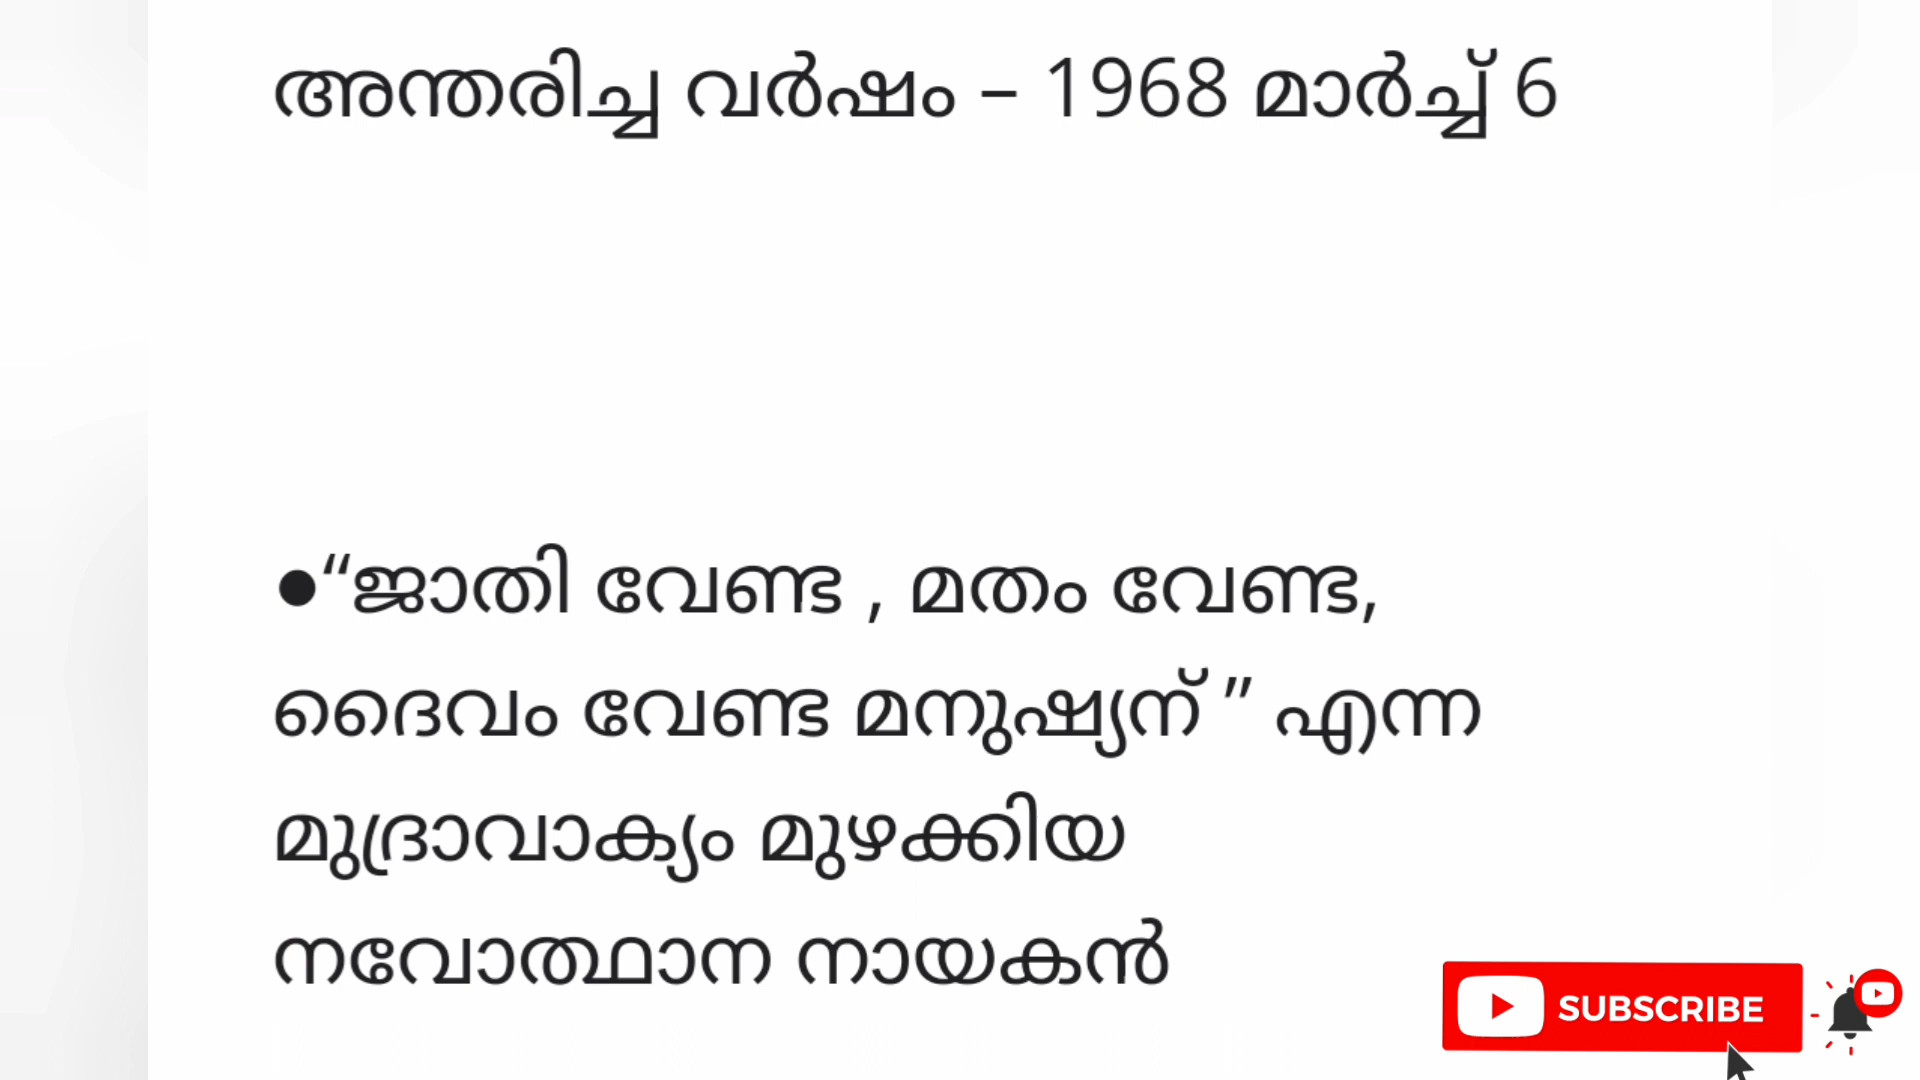 അന്തരിച്ച വർഷം – 1968 മാർച്ച് 6
●“ജാതി വേണ്ട , മതം വേണ്ട,
ദൈവം വേണ്ട മനുഷ്യന് ” എന്ന
മുദ്രാവാക്യം മുഴക്കിയ
നവോത്ഥാന നായകൻ
SUBSCRIBE